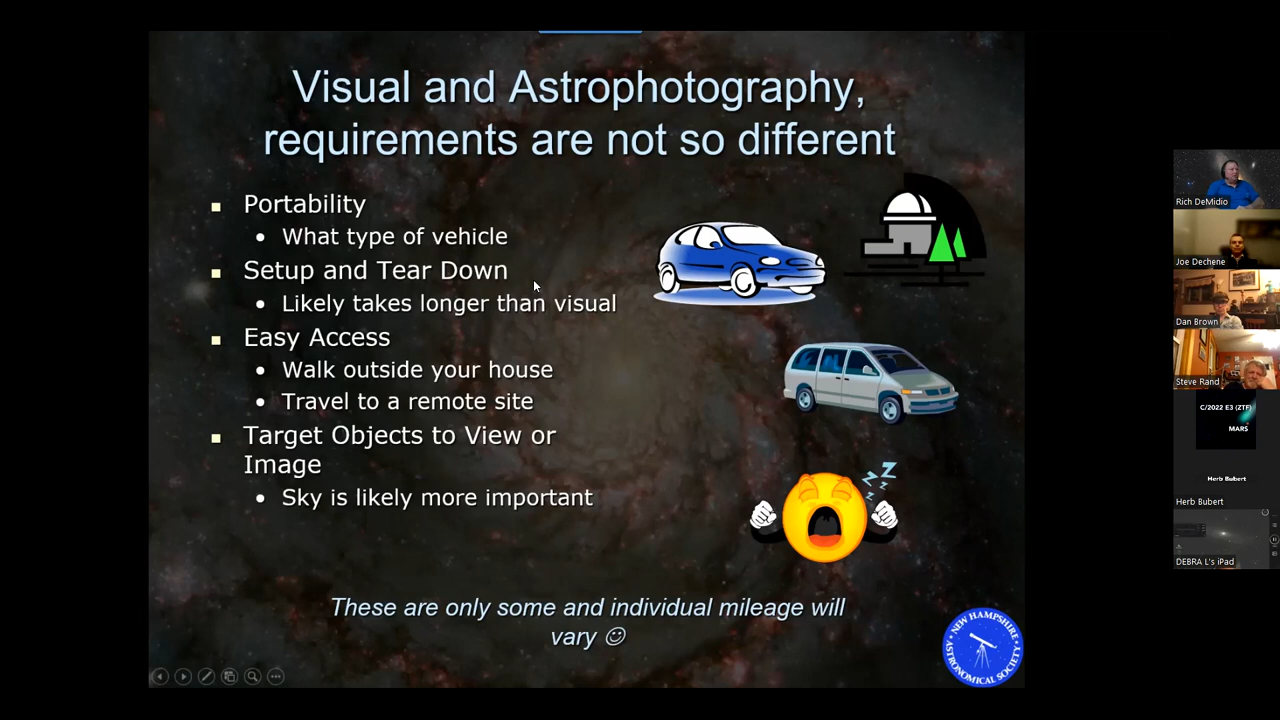 Visual and Astrophotography,
requirements are not so different
Portability
What type of vehicle
Setup and Tear Down
Likely takes longer than visual
Easy Access
Walk outside your house
Travel to a remote site
Target Objects to View or
Image
Sky is likely more important
These are only some and individual mileage will
vary ☺
z z z z
NEW HAMPSHIRE
ASTRONOMICAL SOCIETY
Rich DeMidio
Joe Dechene
Dan Brown
Steve Rand
C/2022 E3 (ZTF)
MARS
Herb Bubert
Herb Bubert
DEBRA L's iPad